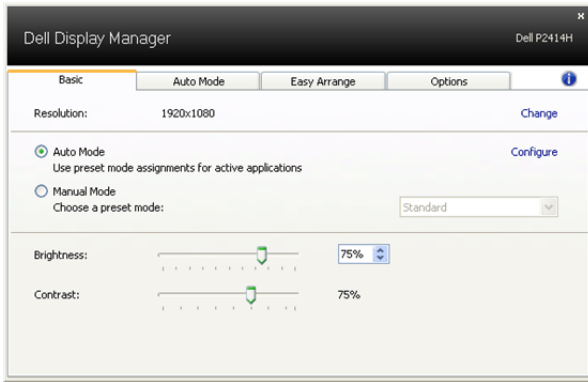 Dell Display Manager
Dell P2414H
Basic
Auto Mode
Easy Arrange
Options
Resolution:
1920x1080
Change
Auto Mode
Configure
Use preset mode assignments for active applications
Manual Mode
Choose a preset mode:
Standard
Brightness:
75%
Contrast:
75%